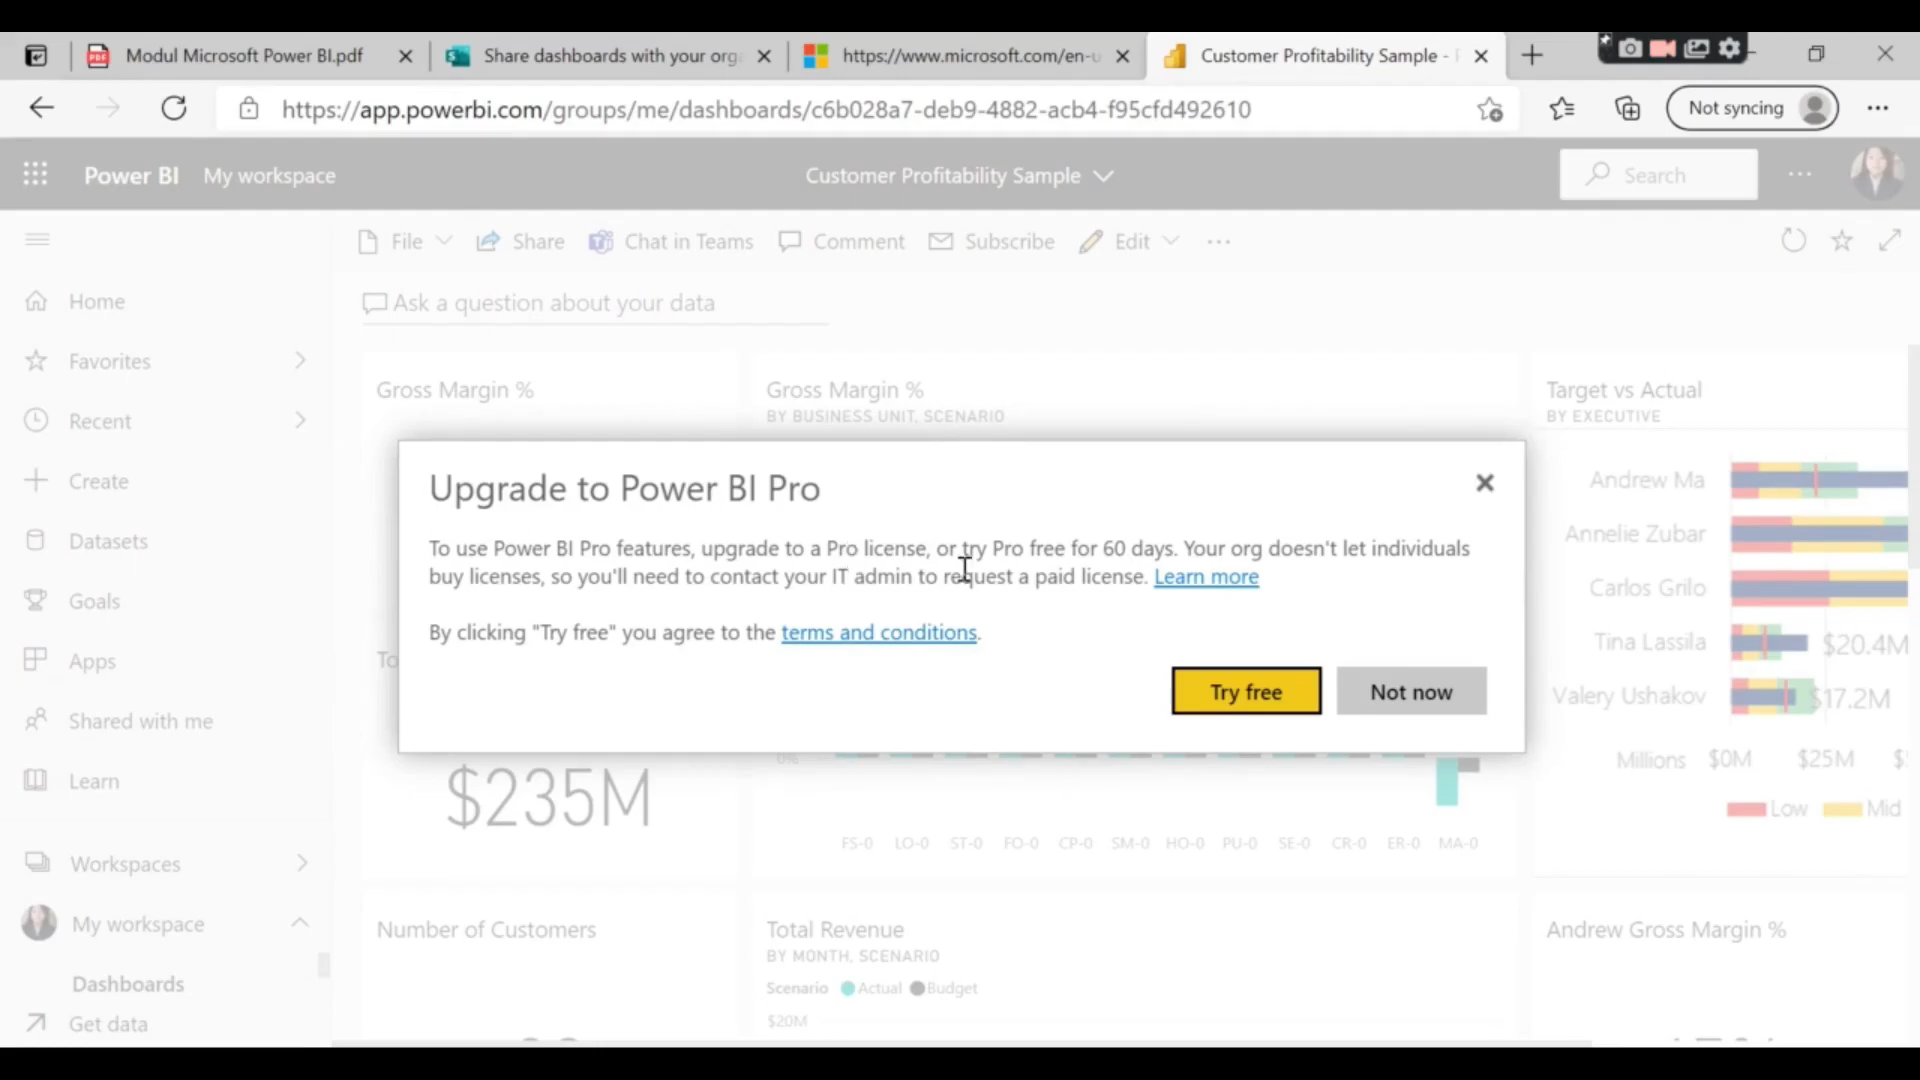 Modul Microsoft Power BI.pdf
Share dashboards with your org
https://www.microsoft.com/en-u
Customer Profitability Sample -
https://app.powerbi.com/groups/me/dashboards/c6b028a7-deb9-4882-acb4-f95cfd492610
Not syncing
Power BI My workspace
Customer Profitability Sample
Search
File Share Chat in Teams Comment Subscribe Edit
Ask a question about your data
Home
Favorites
Recent
Create
Datasets
Goals
Apps
Shared with me
Learn
Workspaces
My workspace
Dashboards
Get data
Gross Margin %
Gross Margin %
BY BUSINESS UNIT, SCENARIO
Target vs Actual
BY EXECUTIVE
Andrew Ma
Annelie Zubar
Carlos Grilo
Tina Lassila $20.4M
Valery Ushakov $17.2M
Millions $0M $25M
Low Mid
Upgrade to Power BI Pro
To use Power BI Pro features, upgrade to a Pro license, or try Pro free for 60 days. Your org doesn't let individuals
buy licenses, so you'll need to contact your IT admin to request a paid license. Learn more
By clicking "Try free" you agree to the terms and conditions.
Try free Not now
To
$235M
0%
FS-0 LO-0 ST-0 FO-0 CP-0 SM-0 HO-0 PU-0 SE-0 CR-0 ER-0 MA-0
Number of Customers
Total Revenue
BY MONTH, SCENARIO
Scenario Actual Budget
$20M
Andrew Gross Margin %